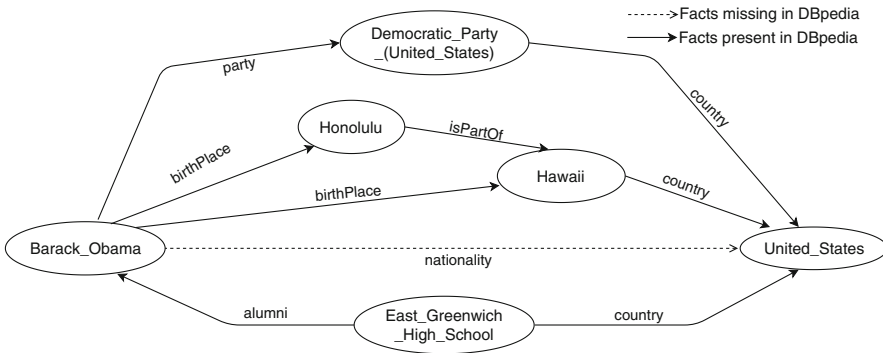 Facts missing in DBpedia
Facts present in DBpedia
Democratic_Party
_(United_States)
party
country
Honolulu
isPartOf
birthPlace
Hawaii
birthPlace
country
Barack_Obama
United_States
nationality
alumni
East_Greenwich
_High_School
country